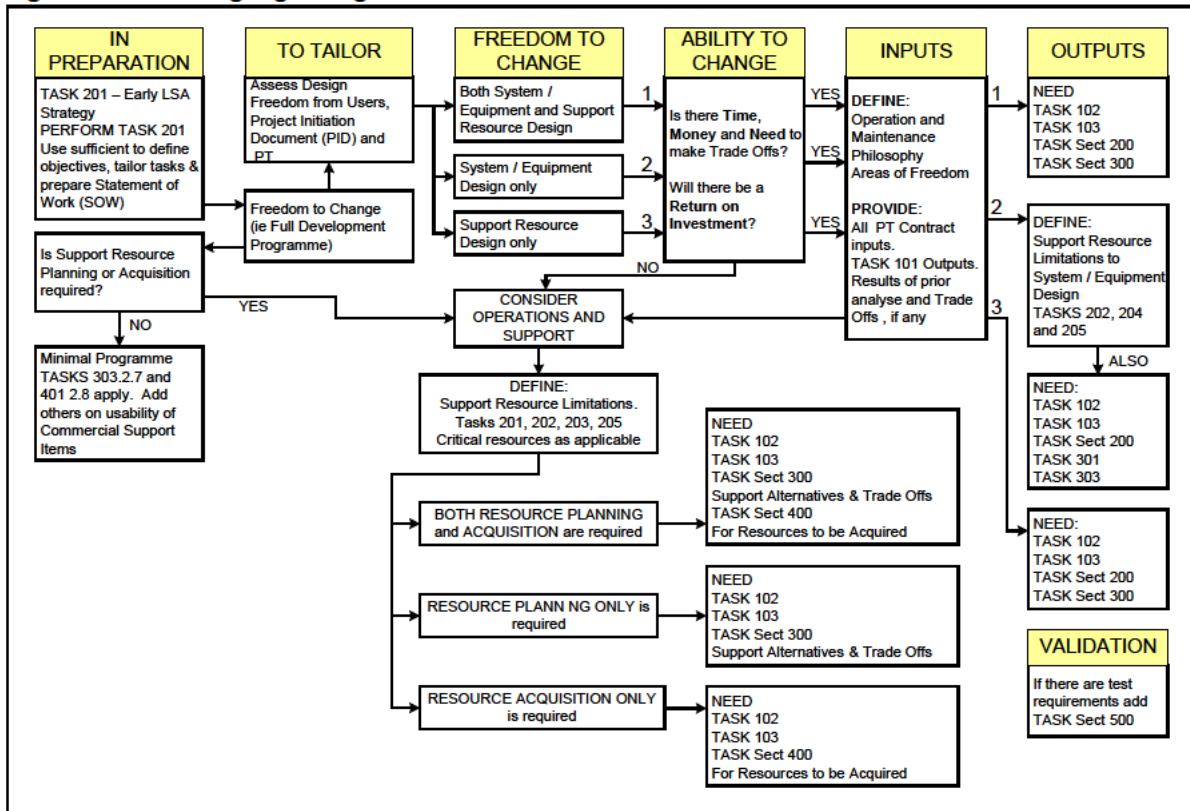 IN
PREPARATION
TASK 201 – Early LSA
Strategy
PERFORM TASK 201
Use sufficient to define
objectives, tailor tasks &
prepare Statement of
Work (SOW)
Is Support Resource
Planning or Acquisition
required?
YES
NO
Minimal Programme
TASKS 303.2.7 and
401 2.8 apply. Add
others on usability of
Commercial Support
Items
TO TAILOR
Assess Design
Freedom from Users,
Project Initiation
Document (PID) and
PT
Freedom to Change
(ie Full Development
Programme)
FREEDOM TO
CHANGE
Both System /
Equipment and Support
Resource Design
1
System / Equipment
Design only
2
Support Resource
Design only
3
ABILITY TO
CHANGE
Is there Time,
Money and Need to
make Trade Offs?
Will there be a
Return on
Investment?
YES
YES
YES
NO
CONSIDER
OPERATIONS AND
SUPPORT
DEFINE:
Support Resource Limitations.
Tasks 201, 202, 203, 205
Critical resources as applicable
BOTH RESOURCE PLANNING
and ACQUISITION are required
NEED
TASK 102
TASK 103
TASK Sect 300
Support Alternatives & Trade Offs
TASK Sect 400
For Resources to be Acquired
RESOURCE PLANN NG ONLY is
required
NEED
TASK 102
TASK 103
TASK Sect 300
Support Alternatives & Trade Offs
RESOURCE ACQUISITION ONLY
is required
NEED
TASK 102
TASK 103
TASK Sect 400
For Resources to be Acquired
INPUTS
DEFINE:
Operation and
Maintenance
Philosophy
Areas of Freedom
PROVIDE:
All PT Contract
inputs.
TASK 101 Outputs.
Results of prior
analyse and Trade
Offs , if any
1
2
3
OUTPUTS
NEED
TASK 102
TASK 103
TASK Sect 200
TASK Sect 300
DEFINE:
Support Resource
Limitations to
System / Equipment
Design
TASKS 202, 204
and 205
ALSO
NEED:
TASK 102
TASK 103
TASK Sect 200
TASK 301
TASK 303
NEED:
TASK 102
TASK 103
TASK Sect 200
TASK Sect 300
VALIDATION
If there are test
requirements add
TASK Sect 500